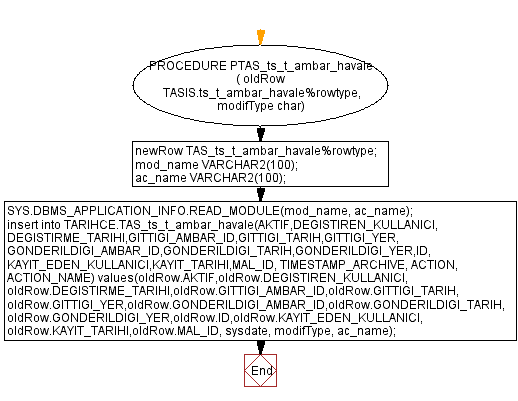 PROCEDURE PTAS_ts_t_ambar_havale
( oldRow
TASIS.ts_t_ambar_havale%rowtype,
modifType char)
newRow TAS_ts_t_ambar_havale%rowtype;
mod_name VARCHAR2(100);
ac_name VARCHAR2(100);
SYS.DBMS_APPLICATION_INFO.READ_MODULE(mod_name, ac_name);
insert into TARIHCE.TAS_ts_t_ambar_havale(AKTIF,DEGISTIREN_KULLANICI,
DEGISTIRME_TARIHI,GITTIGI_AMBAR_ID,GITTIGI_TARIH,GITTIGI_YER,
GONDERILDIGI_AMBAR_ID,GONDERILDIGI_TARIH,GONDERILDIGI_YER,ID,
KAYIT_EDEN_KULLANICI,KAYIT_TARIHI,MAL_ID, TIMESTAMP_ARCHIVE, ACTION,
ACTION_NAME) values(oldRow.AKTIF,oldRow.DEGISTIREN_KULLANICI,
oldRow.DEGISTIRME_TARIHI,oldRow.GITTIGI_AMBAR_ID,oldRow.GITTIGI_TARIH,
oldRow.GITTIGI_YER,oldRow.GONDERILDIGI_AMBAR_ID,oldRow.GONDERILDIGI_TARIH,
oldRow.GONDERILDIGI_YER,oldRow.ID,oldRow.KAYIT_EDEN_KULLANICI,
oldRow.KAYIT_TARIHI,oldRow.MAL_ID, sysdate, modifType, ac_name);
End